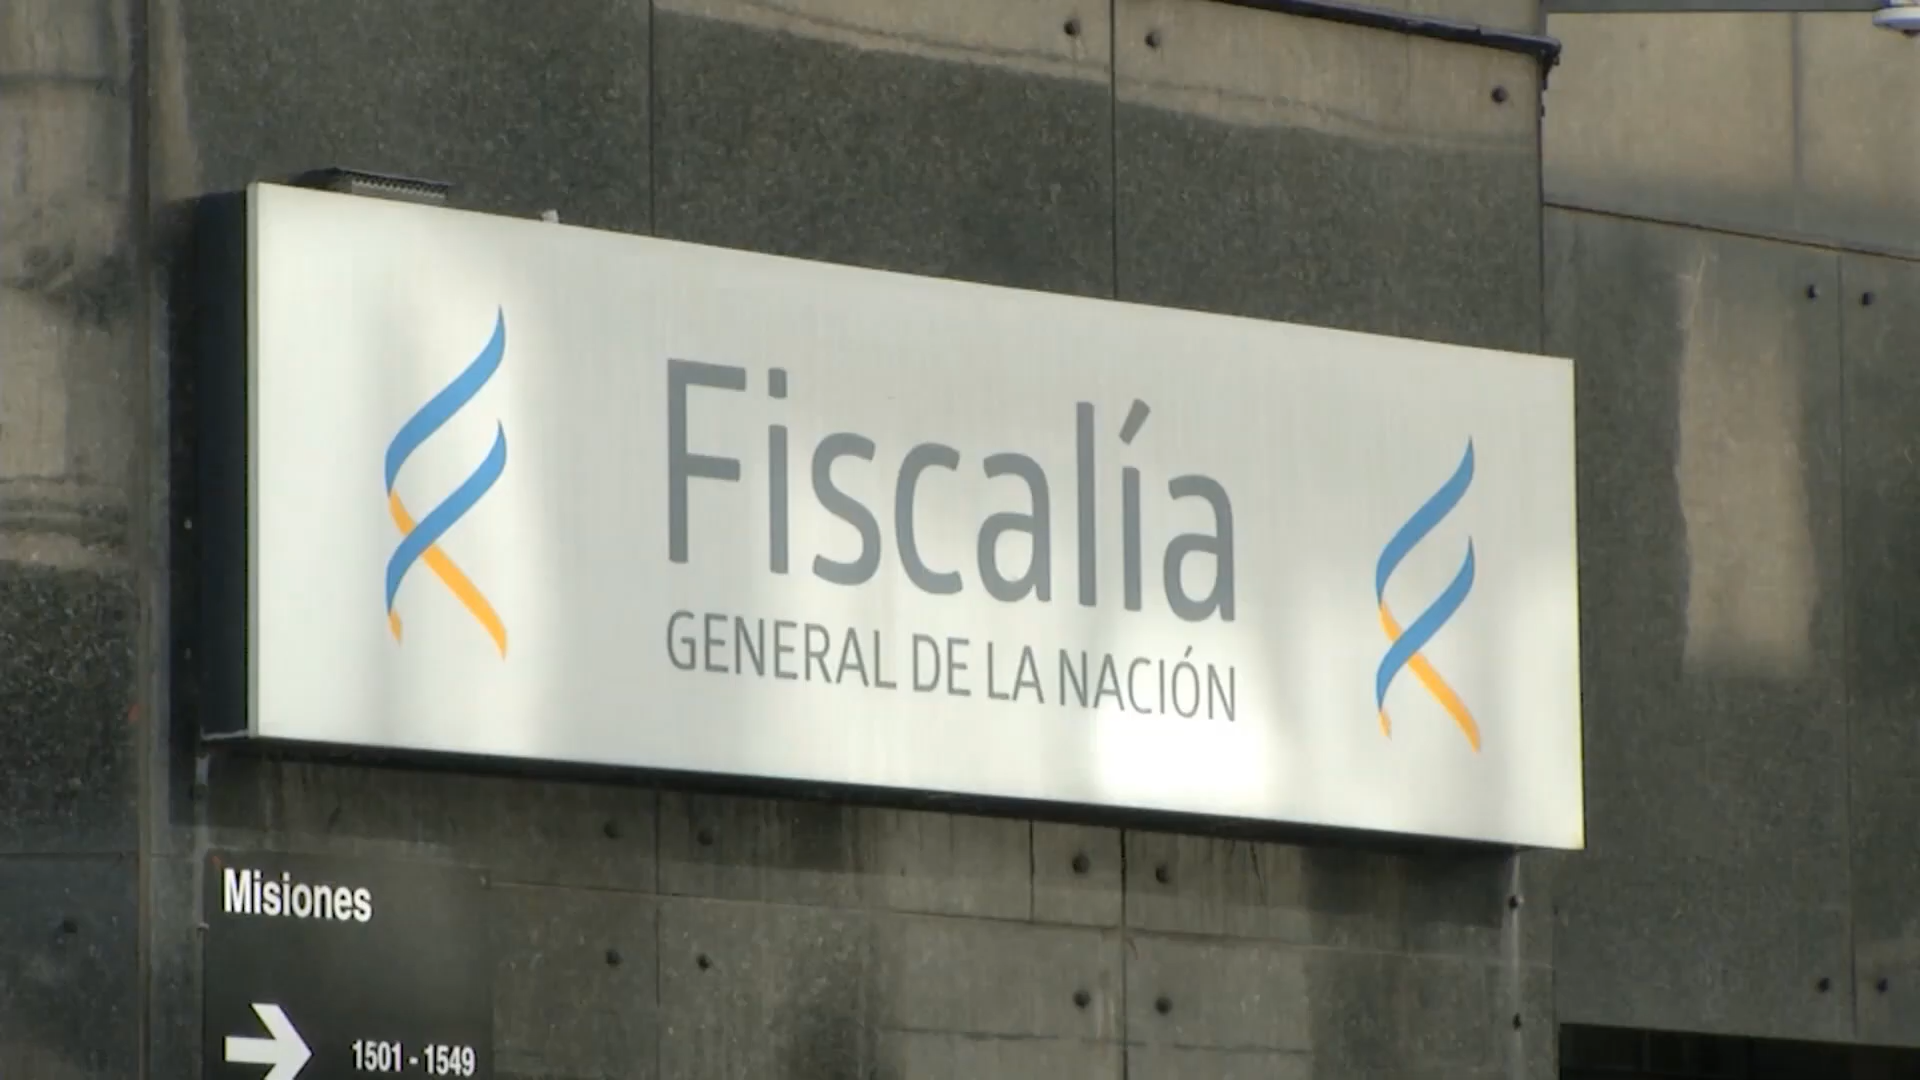 Fiscalía
GENERAL DE LA NACIÓN
Misiones
1501 - 1549